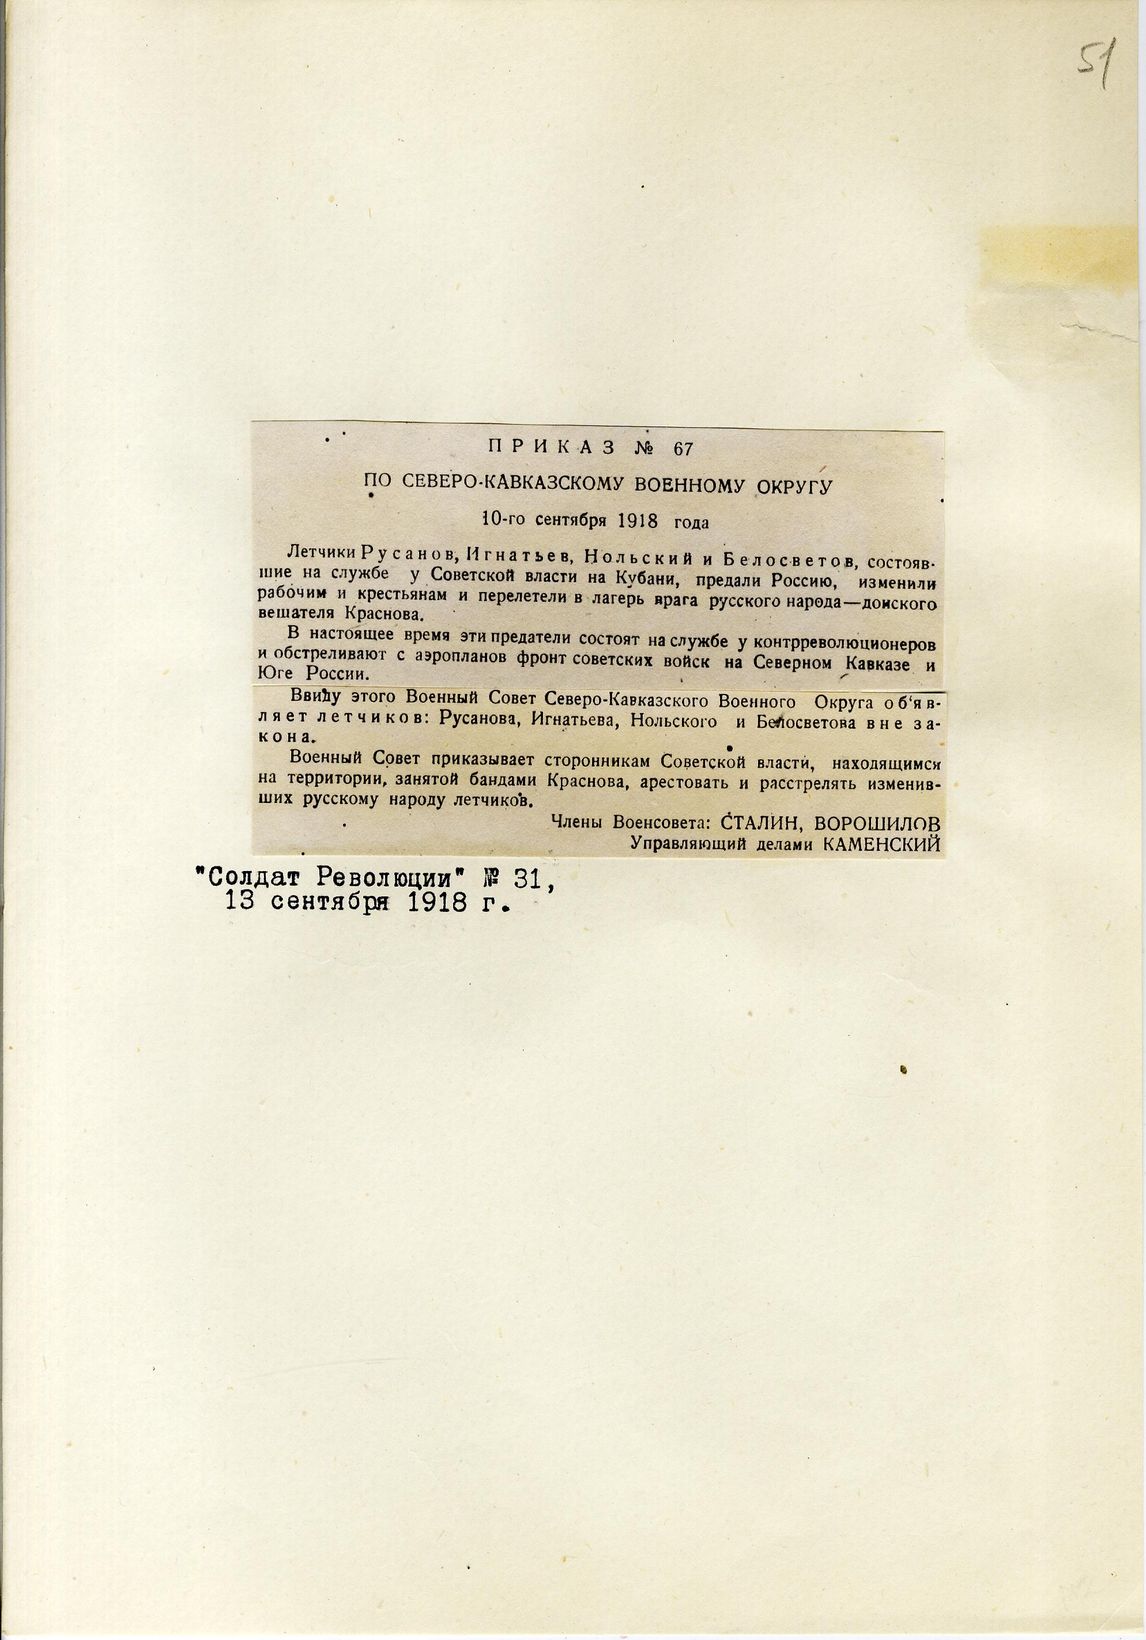 51
ПРИКАЗ № 67
ПО СЕВЕРО-КАВКАЗСКОМУ ВОЕННОМУ ОКРУГУ
10-го сентября 1918 года
Летчики Русанов, Игнатьев, Нольский и Белосветов, состояв-
шие на службе у Советской власти на Кубани, предали Россию, изменили
рабочим и крестьянам и перелетели в лагерь врага русского народа—донского
вешателя Краснова.
В настоящее время эти предатели состоят на службе у контрреволюционеров
и обстреливают с аэропланов фронт советских войск на Северном Кавказе и
Юге России.
Ввиду этого Военный Совет Северо-Кавказского Военного Округа об'яв-
ляет летчиков: Русанова, Игнатьева, Нольского и Белосветова вне за-
кона.
Военный Совет приказывает сторонникам Советской власти, находящимся
на территории, занятой бандами Краснова, арестовать и расстрелять изменив-
ших русскому народу летчиков.
Члены Военсовета: СТАЛИН, ВОРОШИЛОВ
Управляющий делами КАМЕНСКИЙ
"Солдат Революции" № 31,
13 сентября 1918 г.